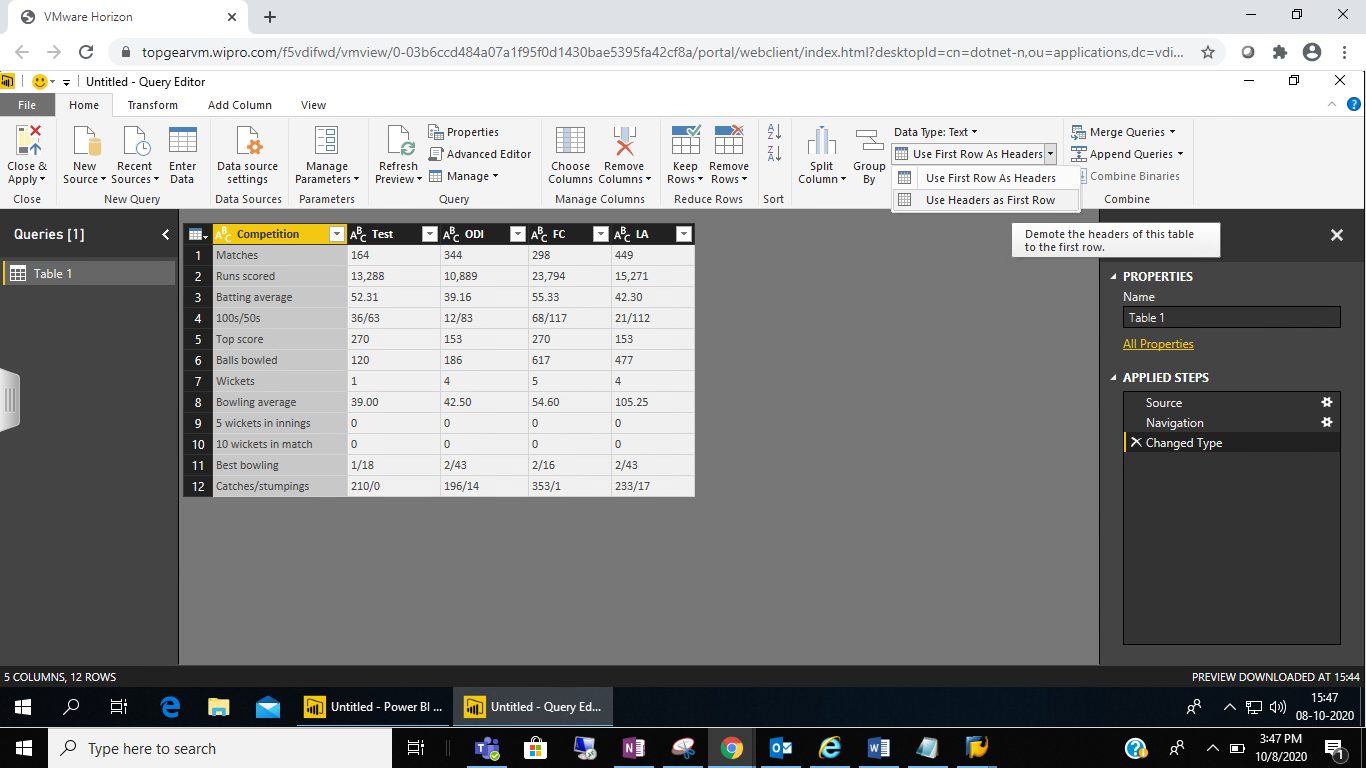 VMware Horizon
topgearvm.wipro.com/f5vdifwd/vmview/0-03b6ccd484a07a1f95f0d1430bae5395fa42cf8a/portal/webclient/index.html?desktopId=cn=dotnet-n,ou=applications,dc=vdi...
Untitled - Query Editor
File Home Transform Add Column View
Close & Apply
New Source
Recent Sources
Enter Data
Data source settings
Manage Parameters
Refresh Preview
Properties
Advanced Editor
Manage
Choose Columns
Remove Columns
Keep Rows
Remove Rows
Split Column
Group By
Data Type: Text
Use First Row As Headers
Use First Row As Headers
Use Headers as First Row
Merge Queries
Append Queries
Combine Binaries
Close New Query Data Sources Parameters Query Manage Columns Reduce Rows Sort Combine
Demote the headers of this table
to the first row.
Queries [1]
Table 1
Competition Test ODI FC LA
1 Matches 164 344 298 449
2 Runs scored 13,288 10,889 23,794 15,271
3 Batting average 52.31 39.16 55.33 42.30
4 100s/50s 36/63 12/83 68/117 21/112
5 Top score 270 153 270 153
6 Balls bowled 120 186 617 477
7 Wickets 1 4 5 4
8 Bowling average 39.00 42.50 54.60 105.25
9 5 wickets in innings 0 0 0 0
10 10 wickets in match 0 0 0 0
11 Best bowling 1/18 2/43 2/16 2/43
12 Catches/stumpings 210/0 196/14 353/1 233/17
PROPERTIES
Name
Table 1
All Properties
APPLIED STEPS
Source
Navigation
Changed Type
5 COLUMNS, 12 ROWS PREVIEW DOWNLOADED AT 15:44
Untitled - Power BI ...
Untitled - Query Ed...
15:47
08-10-2020
Type here to search
3:47 PM
10/8/2020
1